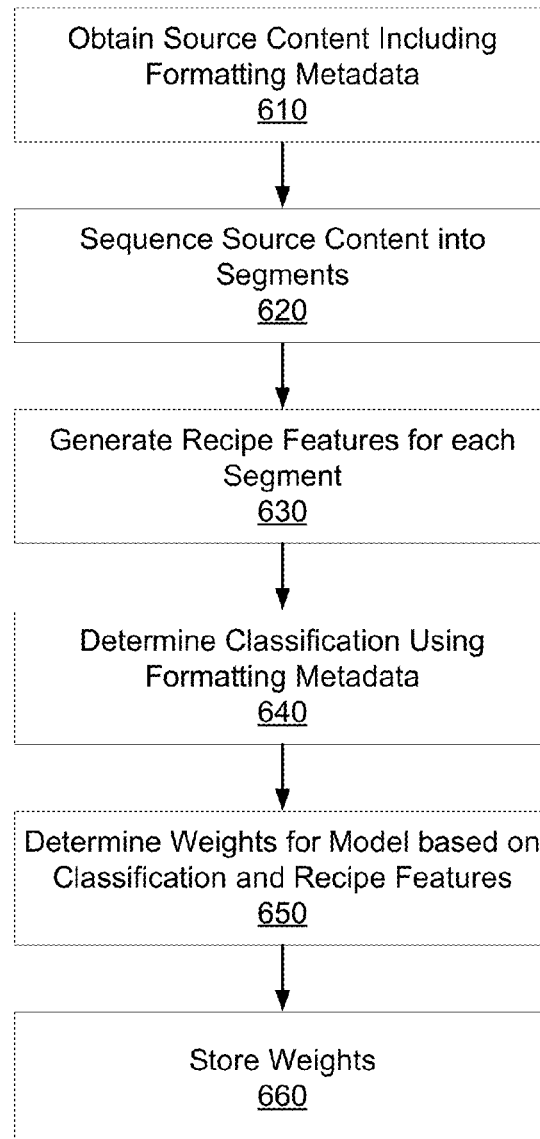 Obtain Source Content Including
Formatting Metadata
610
Sequence Source Content into
Segments
620
Generate Recipe Features for each
Segment
630
Determine Classification Using
Formatting Metadata
640
Determine Weights for Model based on
Classification and Recipe Features
650
Store Weights
660